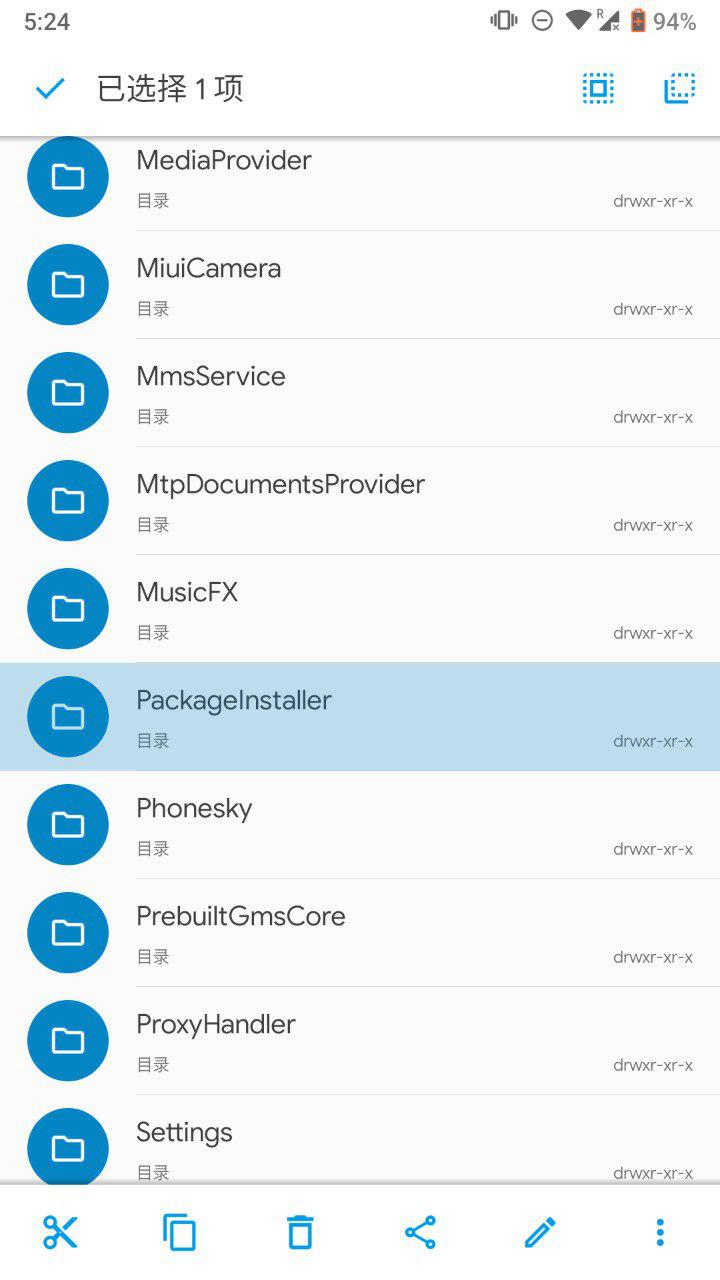 5:24
R
94%
已选择 1 项
MediaProvider
目录 drwxr-xr-x
MiuiCamera
目录 drwxr-xr-x
MmsService
目录 drwxr-xr-x
MtpDocumentsProvider
目录 drwxr-xr-x
MusicFX
目录 drwxr-xr-x
PackageInstaller
目录 drwxr-xr-x
Phonesky
目录 drwxr-xr-x
PrebuiltGmsCore
目录 drwxr-xr-x
ProxyHandler
目录 drwxr-xr-x
Settings
目录 drwxr-xr-x